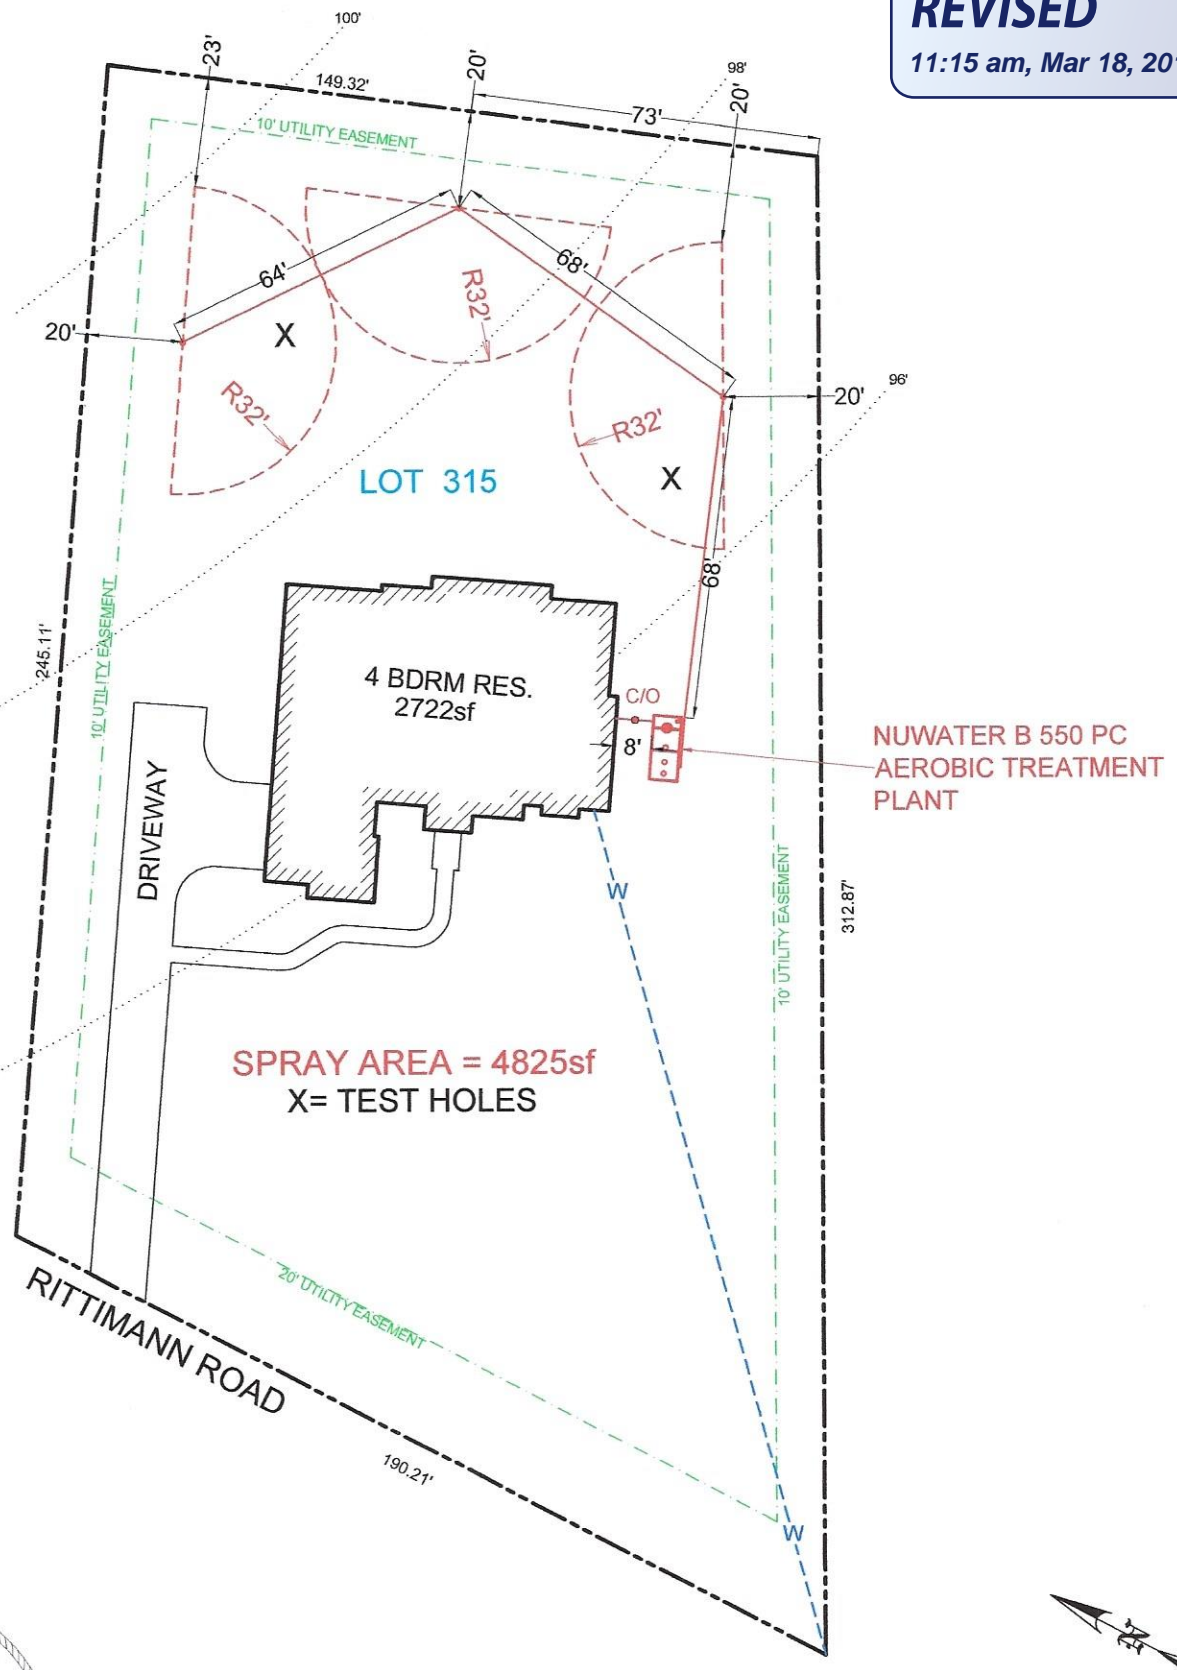 REVISED
11:15 am, Mar 18, 20
100'
23'
149.32'
20'
98'
73'
20'
10' UTILITY EASEMENT
64'
68'
R32'
20'
X
R32'
R32'
96'
20'
X
LOT 315
68'
10' UTILITY EASEMENT
245.11'
4 BDRM RES.
2722sf
C/O
8'
NUWATER B 550 PC
AEROBIC TREATMENT
PLANT
DRIVEWAY
W
10' UTILITY EASEMENT
312.87'
SPRAY AREA = 4825sf
X= TEST HOLES
20' UTILITY EASEMENT
RITTIMANN ROAD
190.21'
W
N